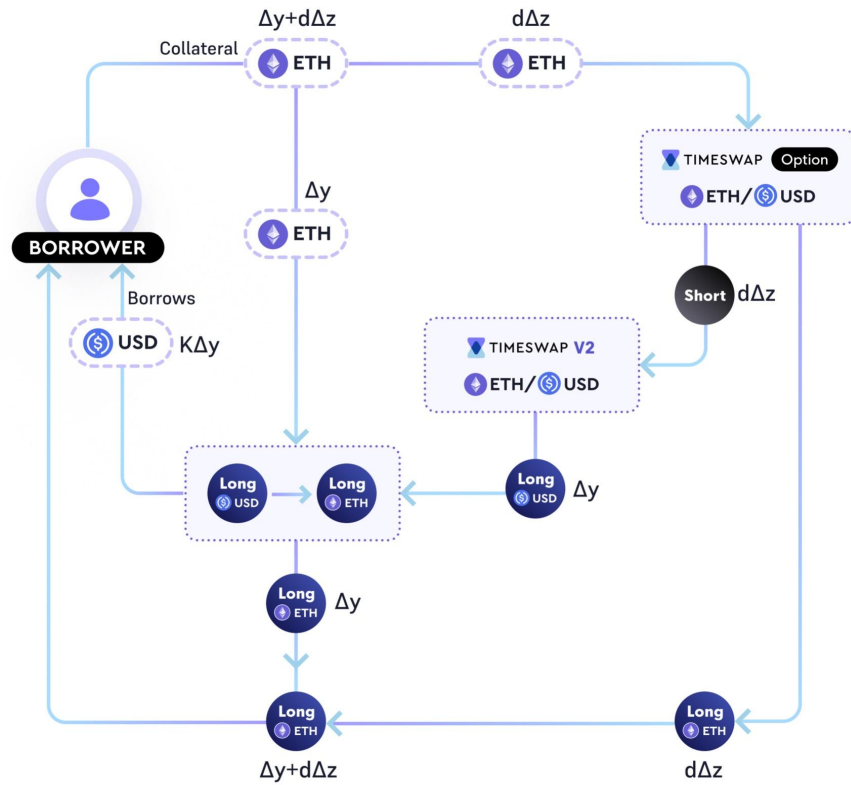 Δy+dΔz
dΔz
Collateral
ETH
ETH
TIMESWAP Option
ETH/USD
Δy
ETH
BORROWER
Borrows
USD
KΔy
Short
dΔz
TIMESWAP V2
ETH/USD
Long
USD
Long
ETH
Long
USD
Δy
Long
ETH
Δy
Long
ETH
Long
ETH
Δy+dΔz
dΔz